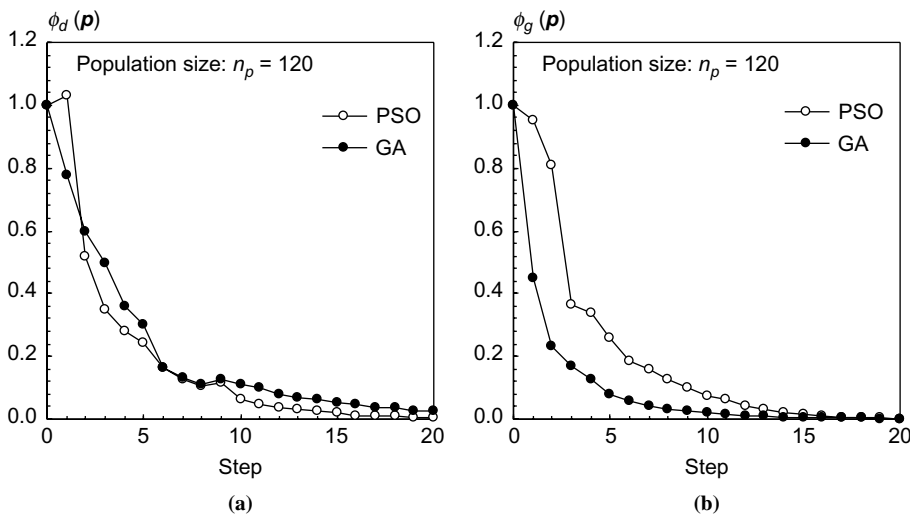 ϕd (p)
1.2
Population size: np = 120
1.0
PSO
GA
0.8
0.6
0.4
0.2
0.0
0 5 10 15 20
Step
(a)
ϕg (p)
1.2
Population size: np = 120
1.0
PSO
GA
0.8
0.6
0.4
0.2
0.0
0 5 10 15 20
Step
(b)